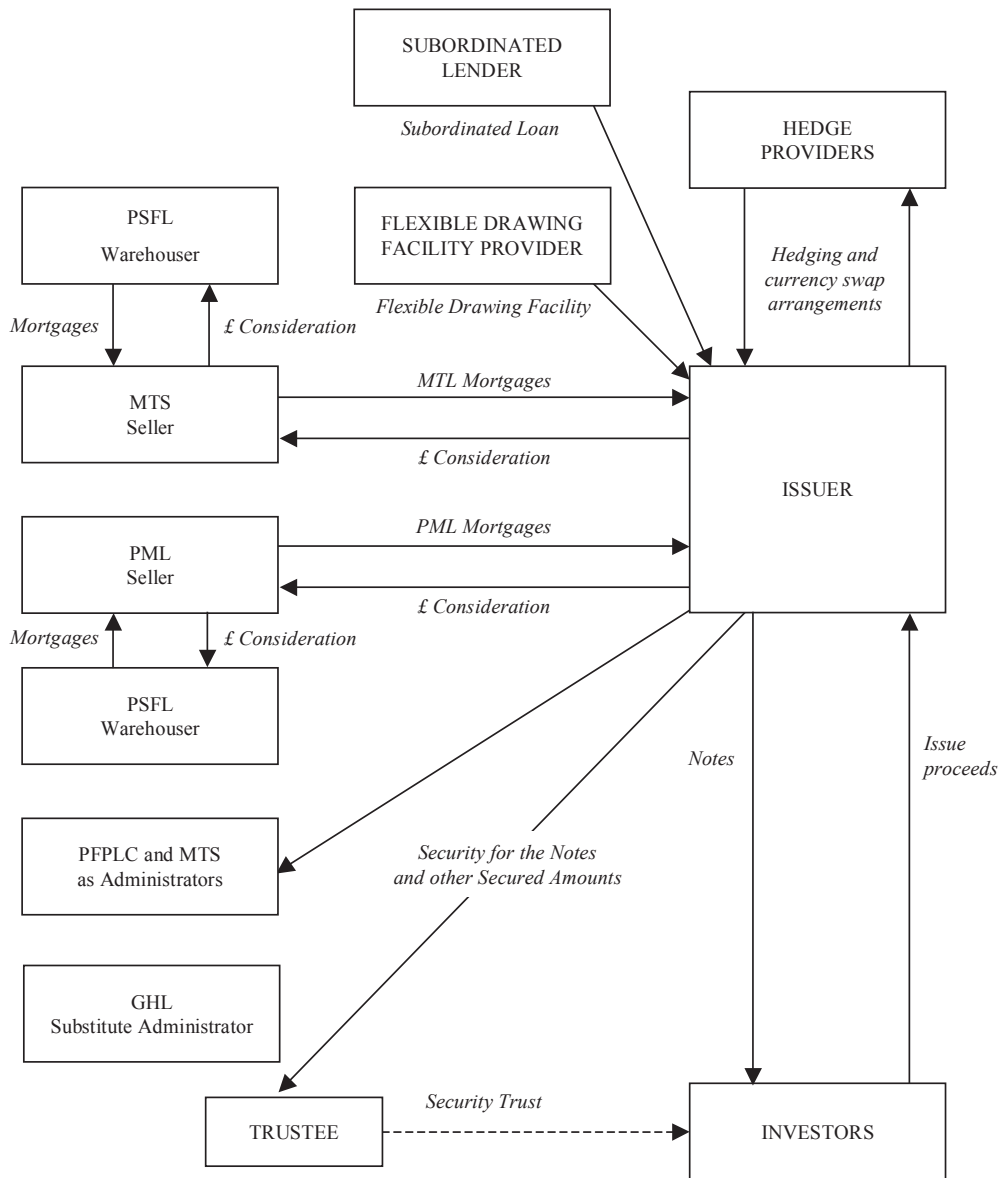 SUBORDINATED
LENDER
Subordinated Loan
HEDGE
PROVIDERS
PSFL
Warehouser
FLEXIBLE DRAWING
FACILITY PROVIDER
Hedging and
currency swap
arrangements
Flexible Drawing Facility
Mortgages
£ Consideration
MTL Mortgages
MTS
Seller
£ Consideration
ISSUER
PML Mortgages
PML
Seller
£ Consideration
Mortgages
£ Consideration
PSFL
Warehouser
Notes
Issue
proceeds
PFPLC and MTS
as Administrators
Security for the Notes
and other Secured Amounts
GHL
Substitute Administrator
Security Trust
TRUSTEE
INVESTORS